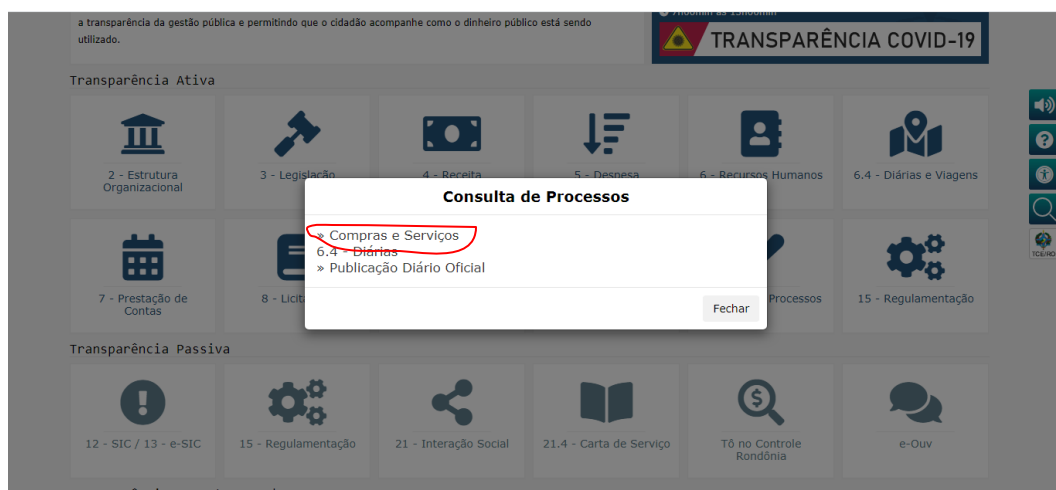 a transparência da gestão pública e permitindo que o cidadão acompanhe como o dinheiro público está sendo
utilizado.
TRANSPARÊNCIA COVID-19
Transparência Ativa
2 - Estrutura
Organizacional
3 - Legislação
4 - Receita
5 - Despesa
6 - Recursos Humanos
6.4 - Diárias e Viagens
Consulta de Processos
» Compras e Serviços
6.4 - Diárias
» Publicação Diário Oficial
Fechar
7 - Prestação de
Contas
8 - Licit
Processos
15 - Regulamentação
TCE/RO
Transparência Passiva
12 - SIC / 13 - e-SIC
15 - Regulamentação
21 - Interação Social
21.4 - Carta de Serviço
Tô no Controle
Rondônia
e-Ouv